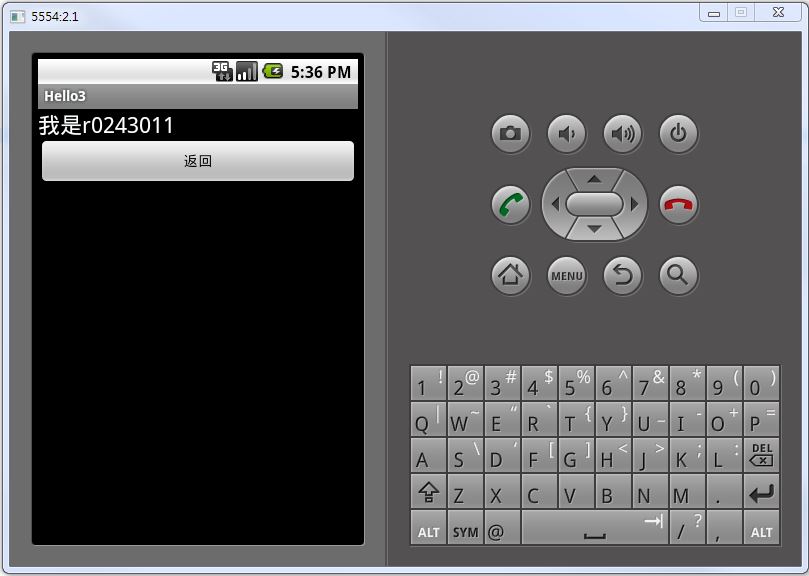 5554:2.1
3G 5:36 PM
Hello3
我是r0243011
返回
MENU
1 ! 2 @ 3 # 4 $ 5 % 6 ^ 7 & 8 * 9 ( 0 )
Q | W ~ E “ R ` T { Y } U _ I - O + P =
A S \ D ‘ F [ G ] H < J > K ; L : DEL
Z X C V B N M .
ALT SYM @ / ? , ALT